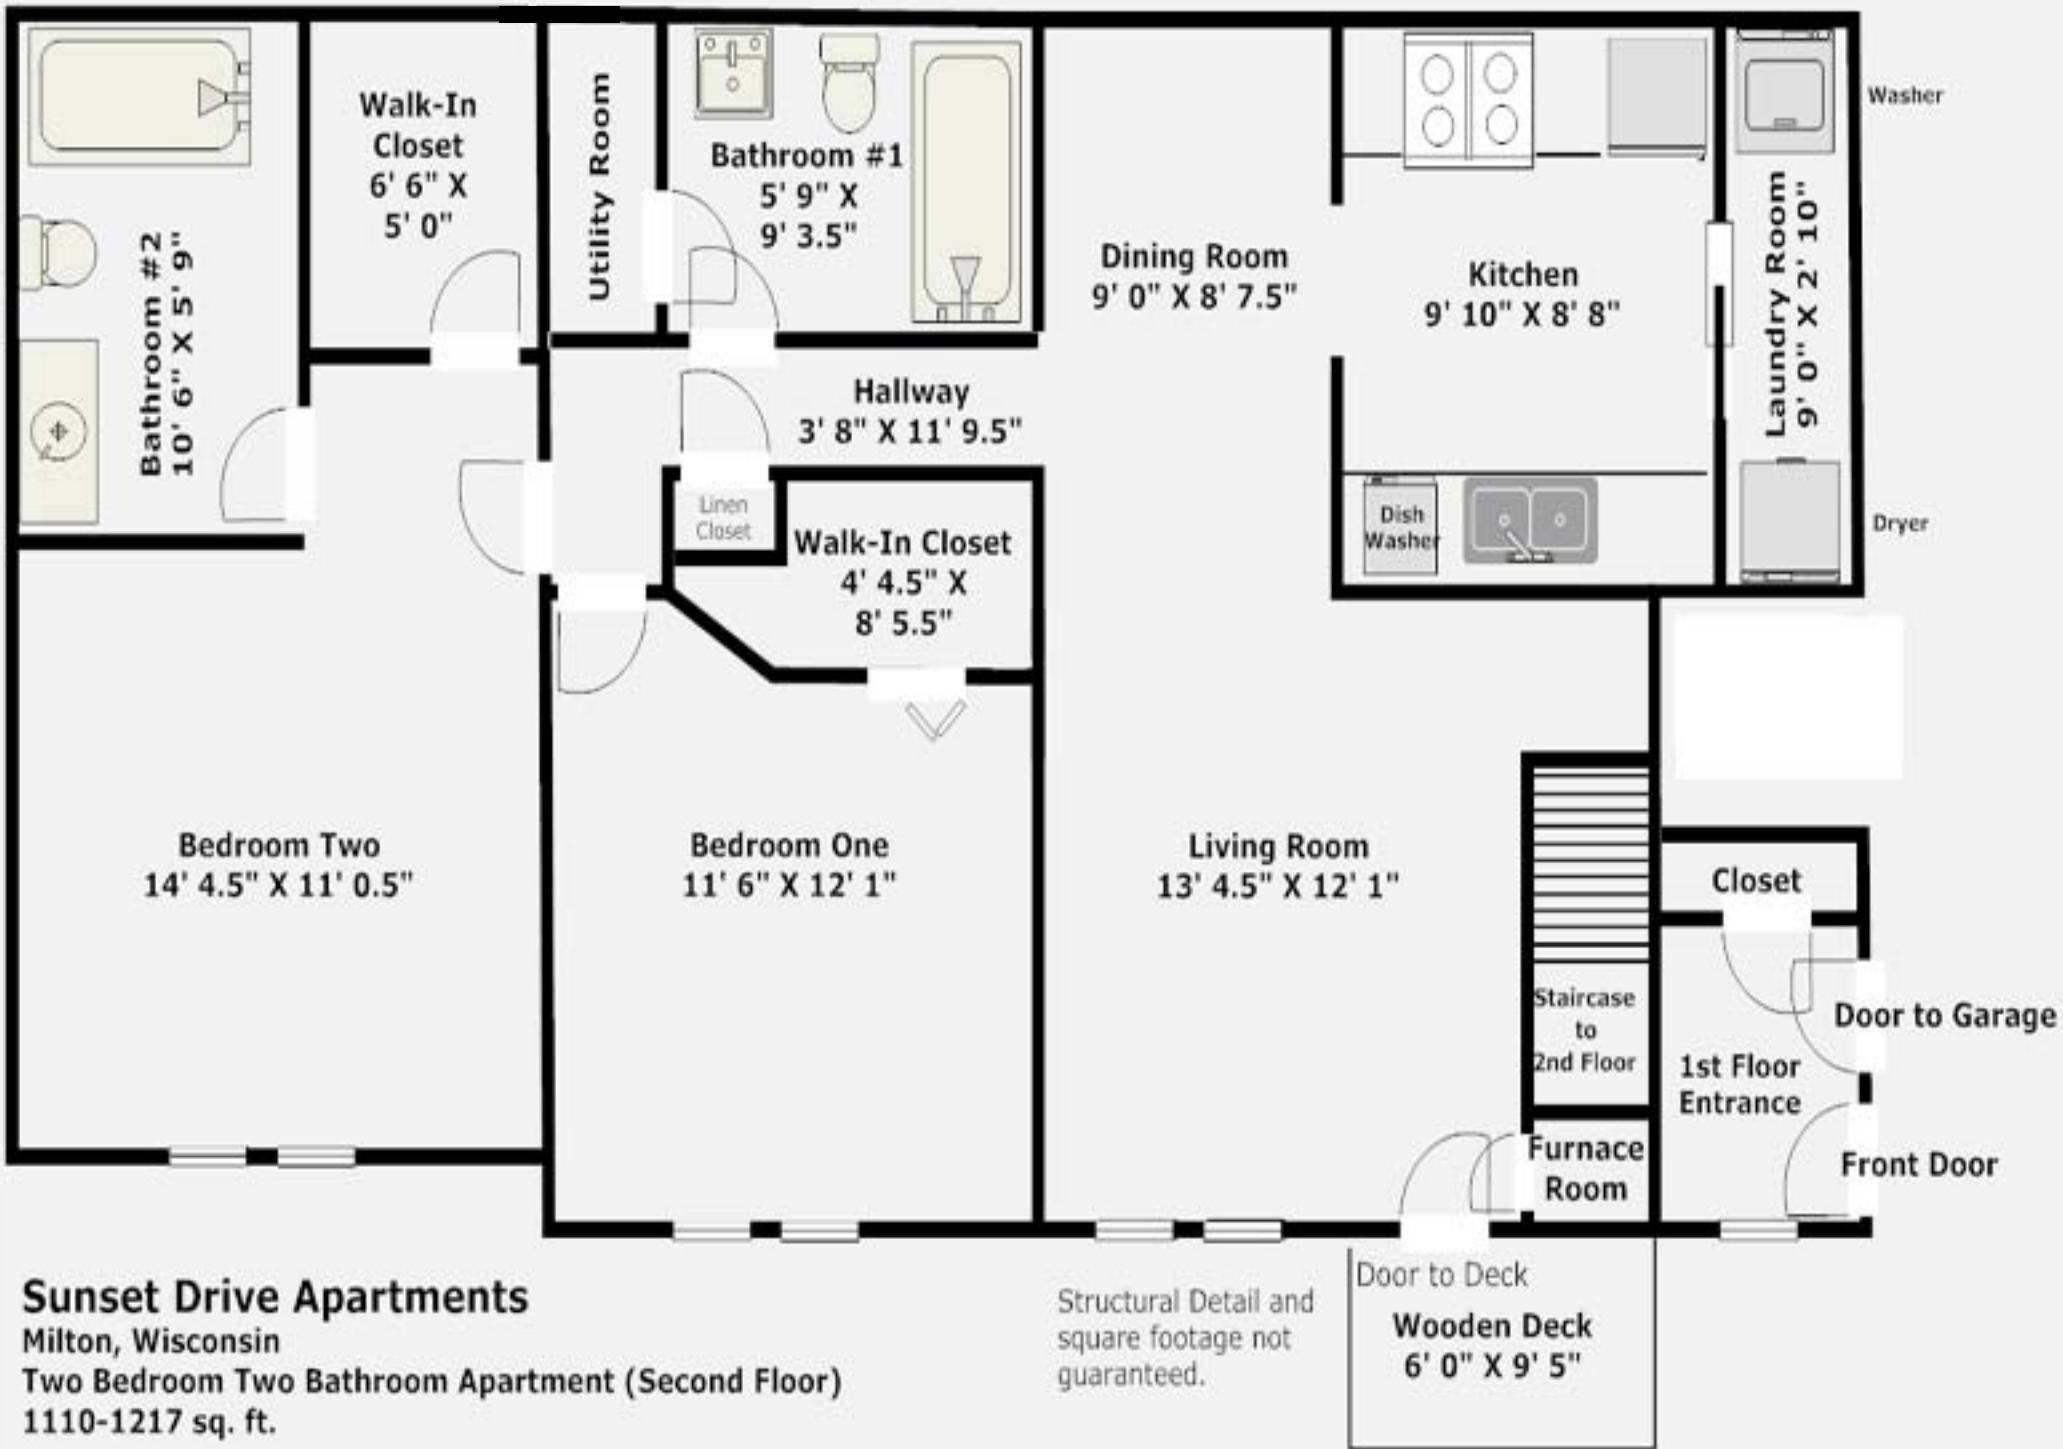 Walk-In
Closet
6' 6" X
5' 0"
Utility Room
Bathroom #1
5' 9" X
9' 3.5"
Washer
Bathroom #2
10' 6" X 5' 9"
Dining Room
9' 0" X 8' 7.5"
Kitchen
9' 10" X 8' 8"
Laundry Room
9' 0" X 2' 10"
Hallway
3' 8" X 11' 9.5"
Linen
Closet
Walk-In Closet
4' 4.5" X
8' 5.5"
Dish
Washer
Dryer
Bedroom Two
14' 4.5" X 11' 0.5"
Bedroom One
11' 6" X 12' 1"
Living Room
13' 4.5" X 12' 1"
Closet
Staircase
to
2nd Floor
Door to Garage
1st Floor
Entrance
Furnace
Room
Front Door
Door to Deck
Wooden Deck
6' 0" X 9' 5"
Structural Detail and
square footage not
guaranteed.
Sunset Drive Apartments
Milton, Wisconsin
Two Bedroom Two Bathroom Apartment (Second Floor)
1110-1217 sq. ft.